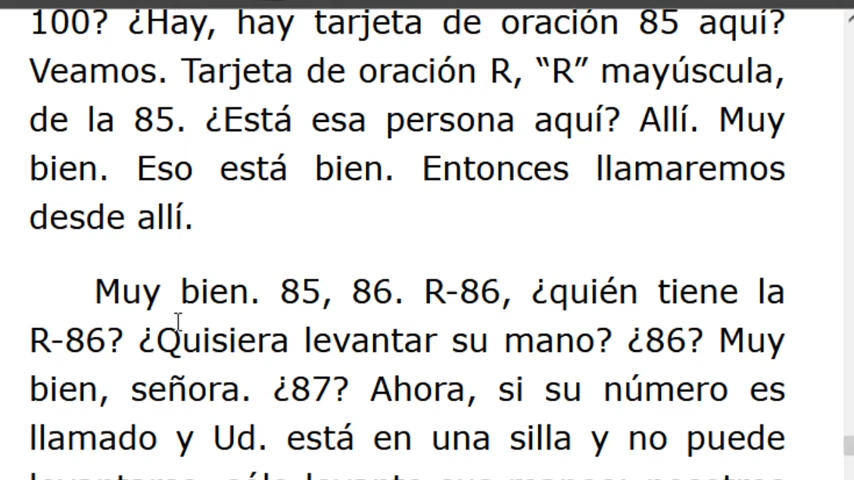 100? ¿Hay, hay tarjeta de oración 85 aquí?
Veamos. Tarjeta de oración R, “R” mayúscula,
de la 85. ¿Está esa persona aquí? Allí. Muy
bien. Eso está bien. Entonces llamaremos
desde allí.
Muy bien. 85, 86. R-86, ¿quién tiene la
R-86? ¿Quisiera levantar su mano? ¿86? Muy
bien, señora. ¿87? Ahora, si su número es
llamado y Ud. está en una silla y no puede